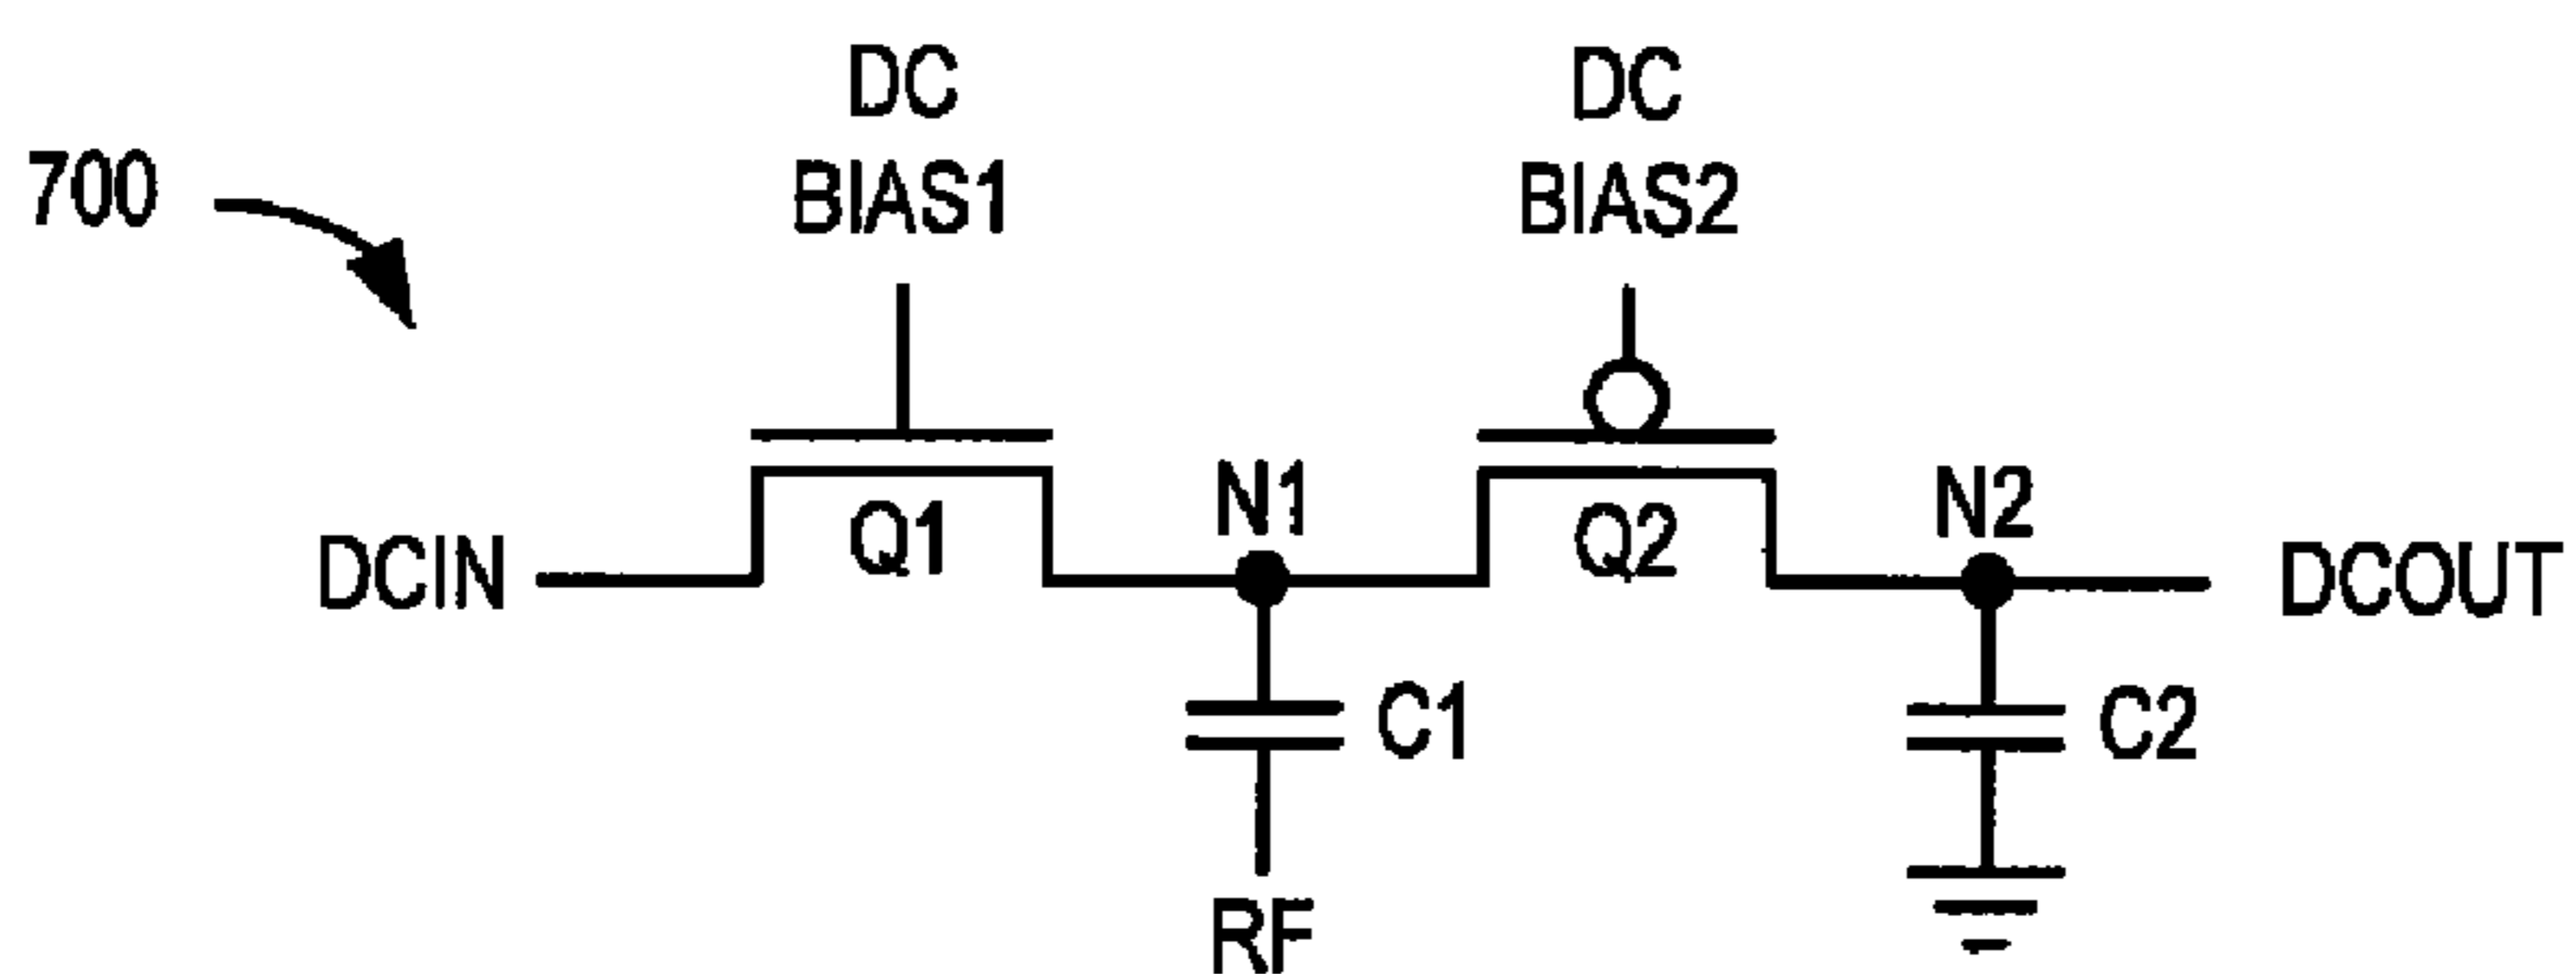 700
DC
BIAS1
DC
BIAS2
DCIN
Q1
N1
Q2
N2
DCOUT
C1
C2
RF